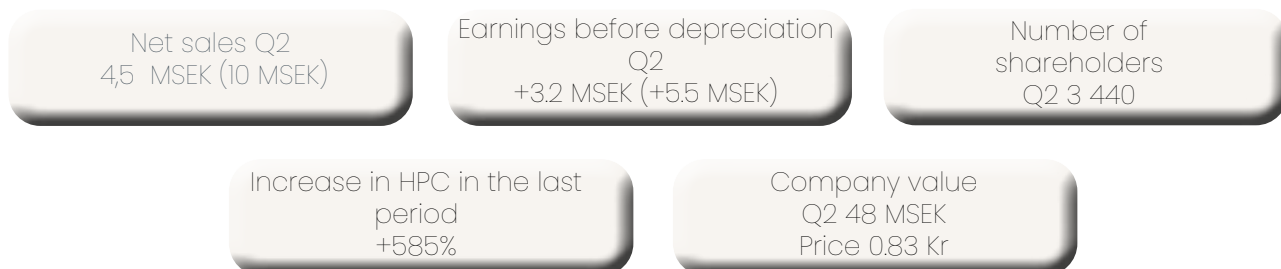 Net sales Q2
4,5 MSEK (10 MSEK)
Earnings before depreciation
Q2
+3.2 MSEK (+5.5 MSEK)
Number of
shareholders
Q2 3 440
Increase in HPC in the last
period
+585%
Company value
Q2 48 MSEK
Price 0.83 Kr